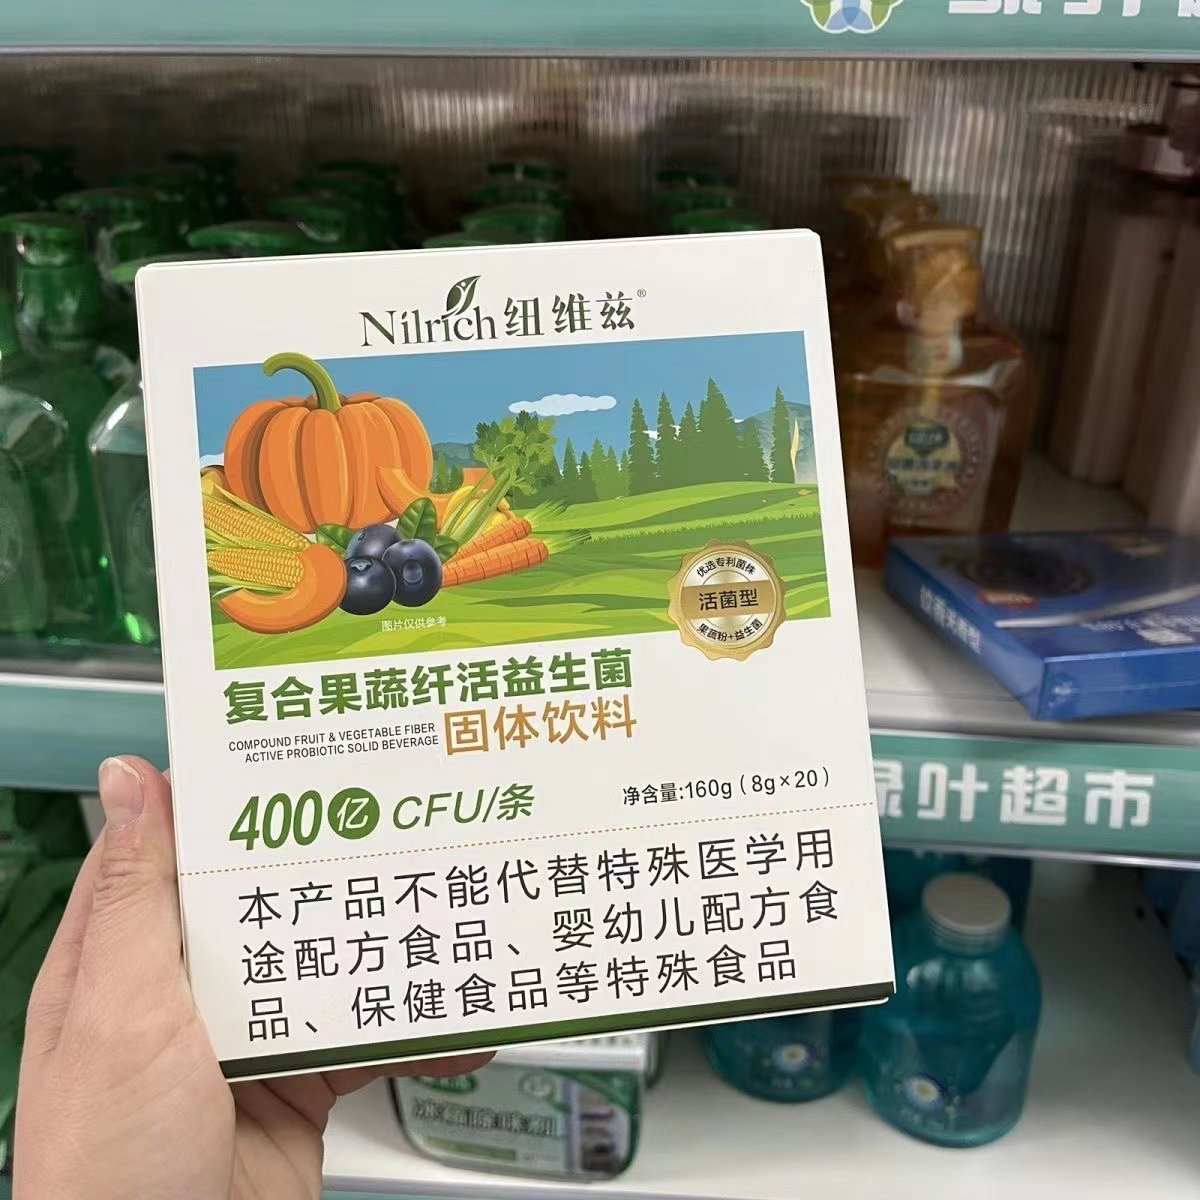 Nilrich纽维兹®
优选专利菌株
活菌型
果蔬粉+益生菌
图片仅供参考
复合果蔬纤活益生菌
COMPOUND FRUIT & VEGETABLE FIBER
ACTIVE PROBIOTIC SOLID BEVERAGE
固体饮料
400亿CFU/条
净含量:160g(8g×20)
本产品不能代替特殊医学用
途配方食品、婴幼儿配方食
品、保健食品等特殊食品
绿叶超市